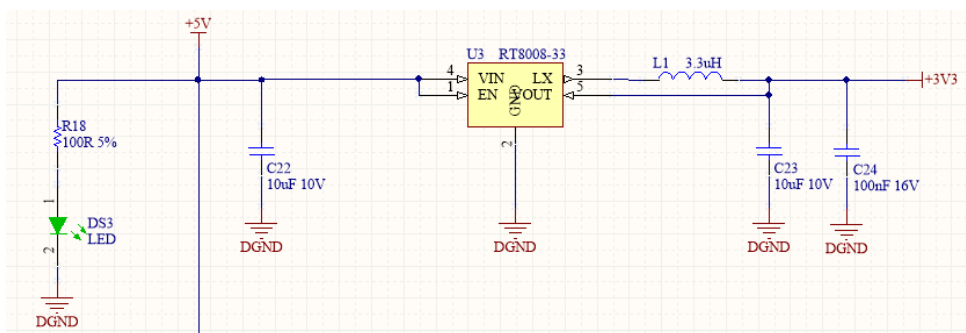 +5V
U3 RT8008-33
4 VIN LX 3
1 EN VOUT 5
GND
2
L1 3.3uH
+3V3
R18
100R 5%
C22
10uF 10V
C23
10uF 10V
C24
100nF 16V
1
DS3
LED
2
DGND
DGND
DGND
DGND
DGND